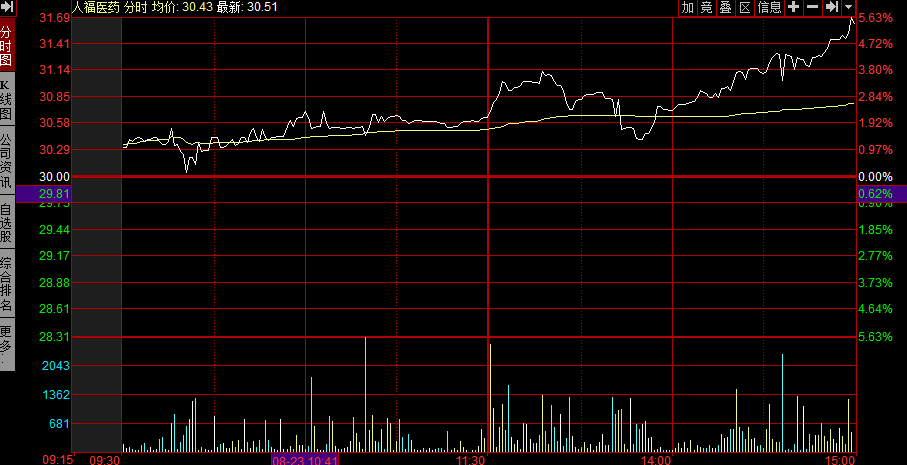 人福医药 分时 均价: 30.43 最新: 30.51
加 竞 叠 区 信息
分时图
K线图
公司资讯
自选股
综合排名
更多
31.69 5.63%
31.41 4.72%
31.14 3.80%
30.85 2.84%
30.58 1.92%
30.29 0.97%
30.00 0.00%
29.81 0.62%
29.73 0.90%
29.44 1.85%
29.17 2.77%
28.88 3.73%
28.61 4.64%
28.31 5.63%
2043
1362
681
09:15 09:30 08-23 10:41 11:30 14:00 15:00